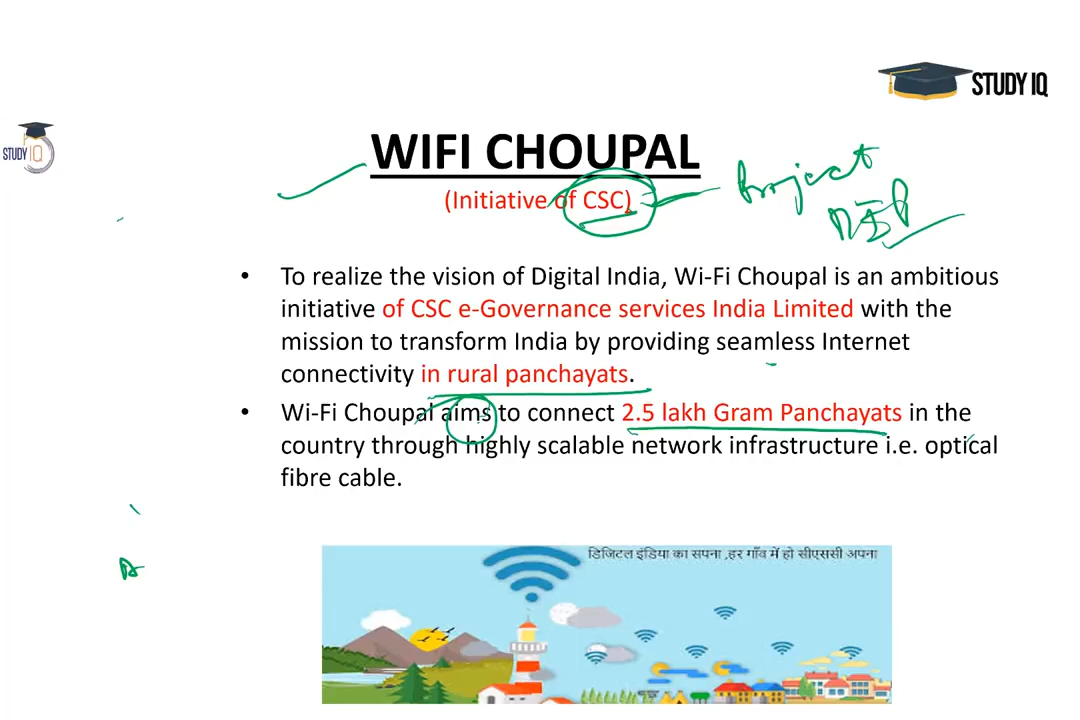 STUDY IQ
STUDY IQ
WIFI CHOUPAL
(Initiative of CSC)
Project
• To realize the vision of Digital India, Wi-Fi Choupal is an ambitious
initiative of CSC e-Governance services India Limited with the
mission to transform India by providing seamless Internet
connectivity in rural panchayats.
• Wi-Fi Choupal aims to connect 2.5 lakh Gram Panchayats in the
country through highly scalable network infrastructure i.e. optical
fibre cable.
डिजिटल इंडिया का सपना ,हर गाँव में हो सीएससी अपना